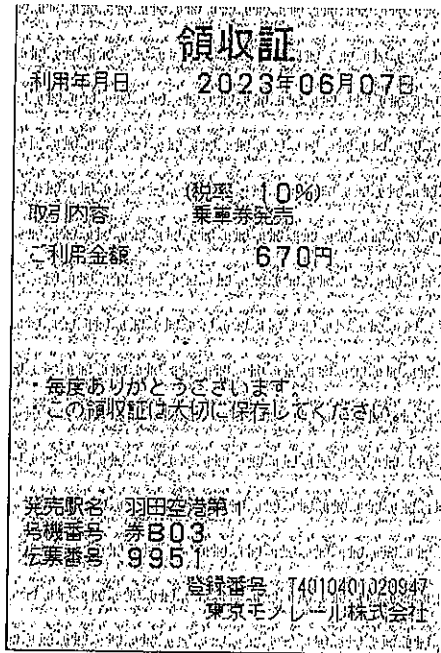 領収証
利用年月日 2023年06月07日
(税率 10%)
取引内容 乗車券発売
ご利用金額 670円
・毎度ありがとうございます。
この領収証は大切に保存してください。
発売駅名 羽田空港第1
号機番号 券B03
伝票番号 9951
登録番号 T4010401020947
東京モノレール株式会社